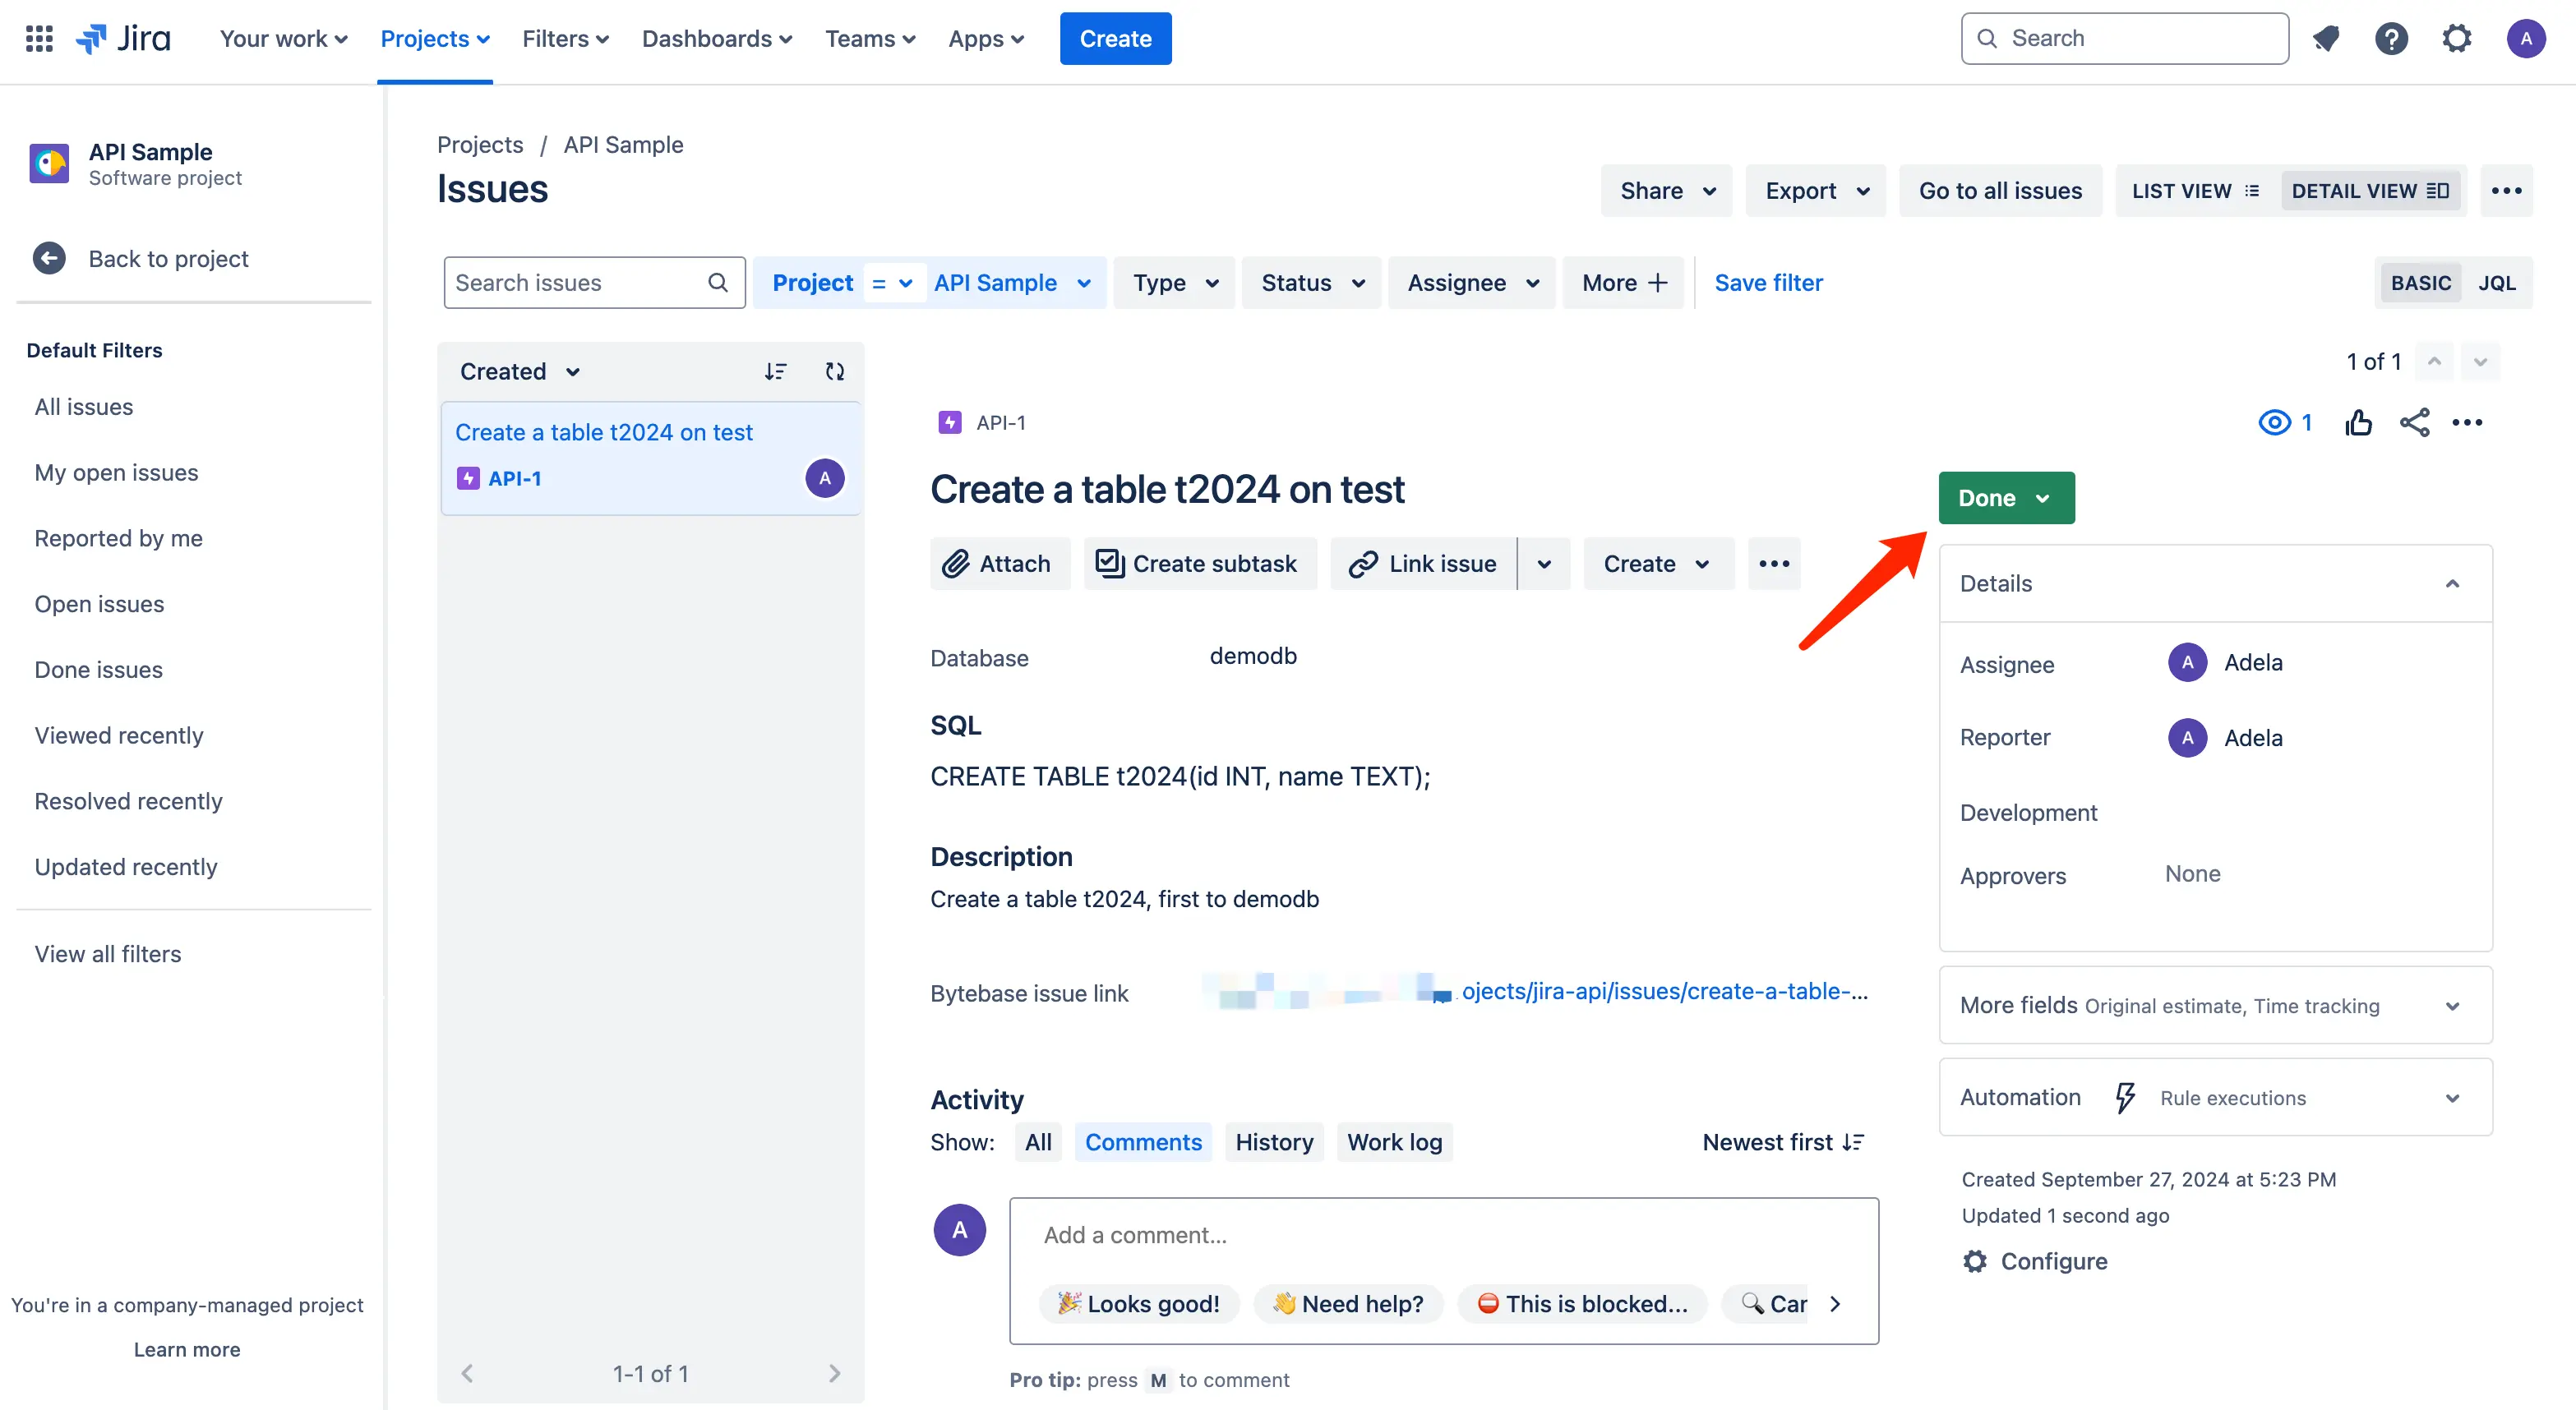 Jira Your work Projects Filters Dashboards Teams Apps Create Search A
API Sample
Software project
Back to project
Default Filters
All issues
My open issues
Reported by me
Open issues
Done issues
Viewed recently
Resolved recently
Updated recently
View all filters
You're in a company-managed project
Learn more
Projects / API Sample
Issues
Share Export Go to all issues LIST VIEW DETAIL VIEW
Search issues Project = API Sample Type Status Assignee More + Save filter BASIC JQL
Created
Create a table t2024 on test
API-1 A
1-1 of 1
1 of 1
API-1
1
Create a table t2024 on test
Attach Create subtask Link issue Create
Database demodb
SQL
CREATE TABLE t2024(id INT, name TEXT);
Description
Create a table t2024, first to demodb
Bytebase issue link ojects/jira-api/issues/create-a-table-...
Activity
Show: All Comments History Work log Newest first
A Add a comment...
🎉 Looks good! 👋 Need help? ⛔ This is blocked... 🔍 Car
Pro tip: press M to comment
Done
Details
Assignee A Adela
Reporter A Adela
Development
Approvers None
More fields Original estimate, Time tracking
Automation Rule executions
Created September 27, 2024 at 5:23 PM
Updated 1 second ago
Configure